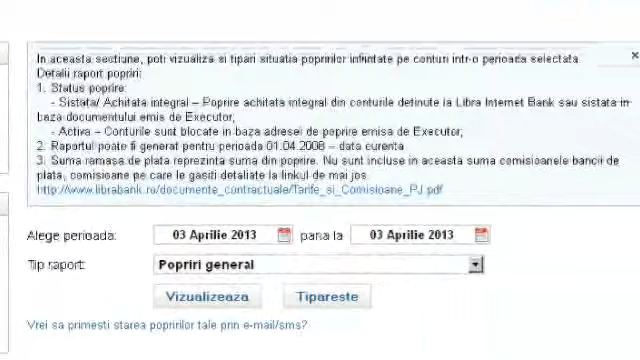 In aceasta sectiune, poti vizualiza si tipari situatia popririlor infiintate pe conturi intr-o perioada selectata.
Detalii raport popriri:
1. Status poprire:
- Sistata/ Achitata integral – Poprire achitata integral din conturile detinute la Libra Internet Bank sau sistata in
baza documentului emis de Executor;
- Activa – Conturile sunt blocate in baza adresei de poprire emisa de Executor;
2. Raportul poate fi generat pentru perioada 01.04.2008 – data curenta
3. Suma ramasa de plata reprezinta suma din poprire. Nu sunt incluse in aceasta suma comisioanele bancii de
plata, comisioane pe care le gasiti detaliate la linkul de mai jos
http://www.librabank.ro/documente_contractuale/Tarife_si_Comisioane_PJ.pdf
Alege perioada: 03 Aprilie 2013 pana la 03 Aprilie 2013
Tip raport: Popriri general
Vizualizeaza Tipareste
Vrei sa primesti starea popririlor tale prin e-mail/sms?